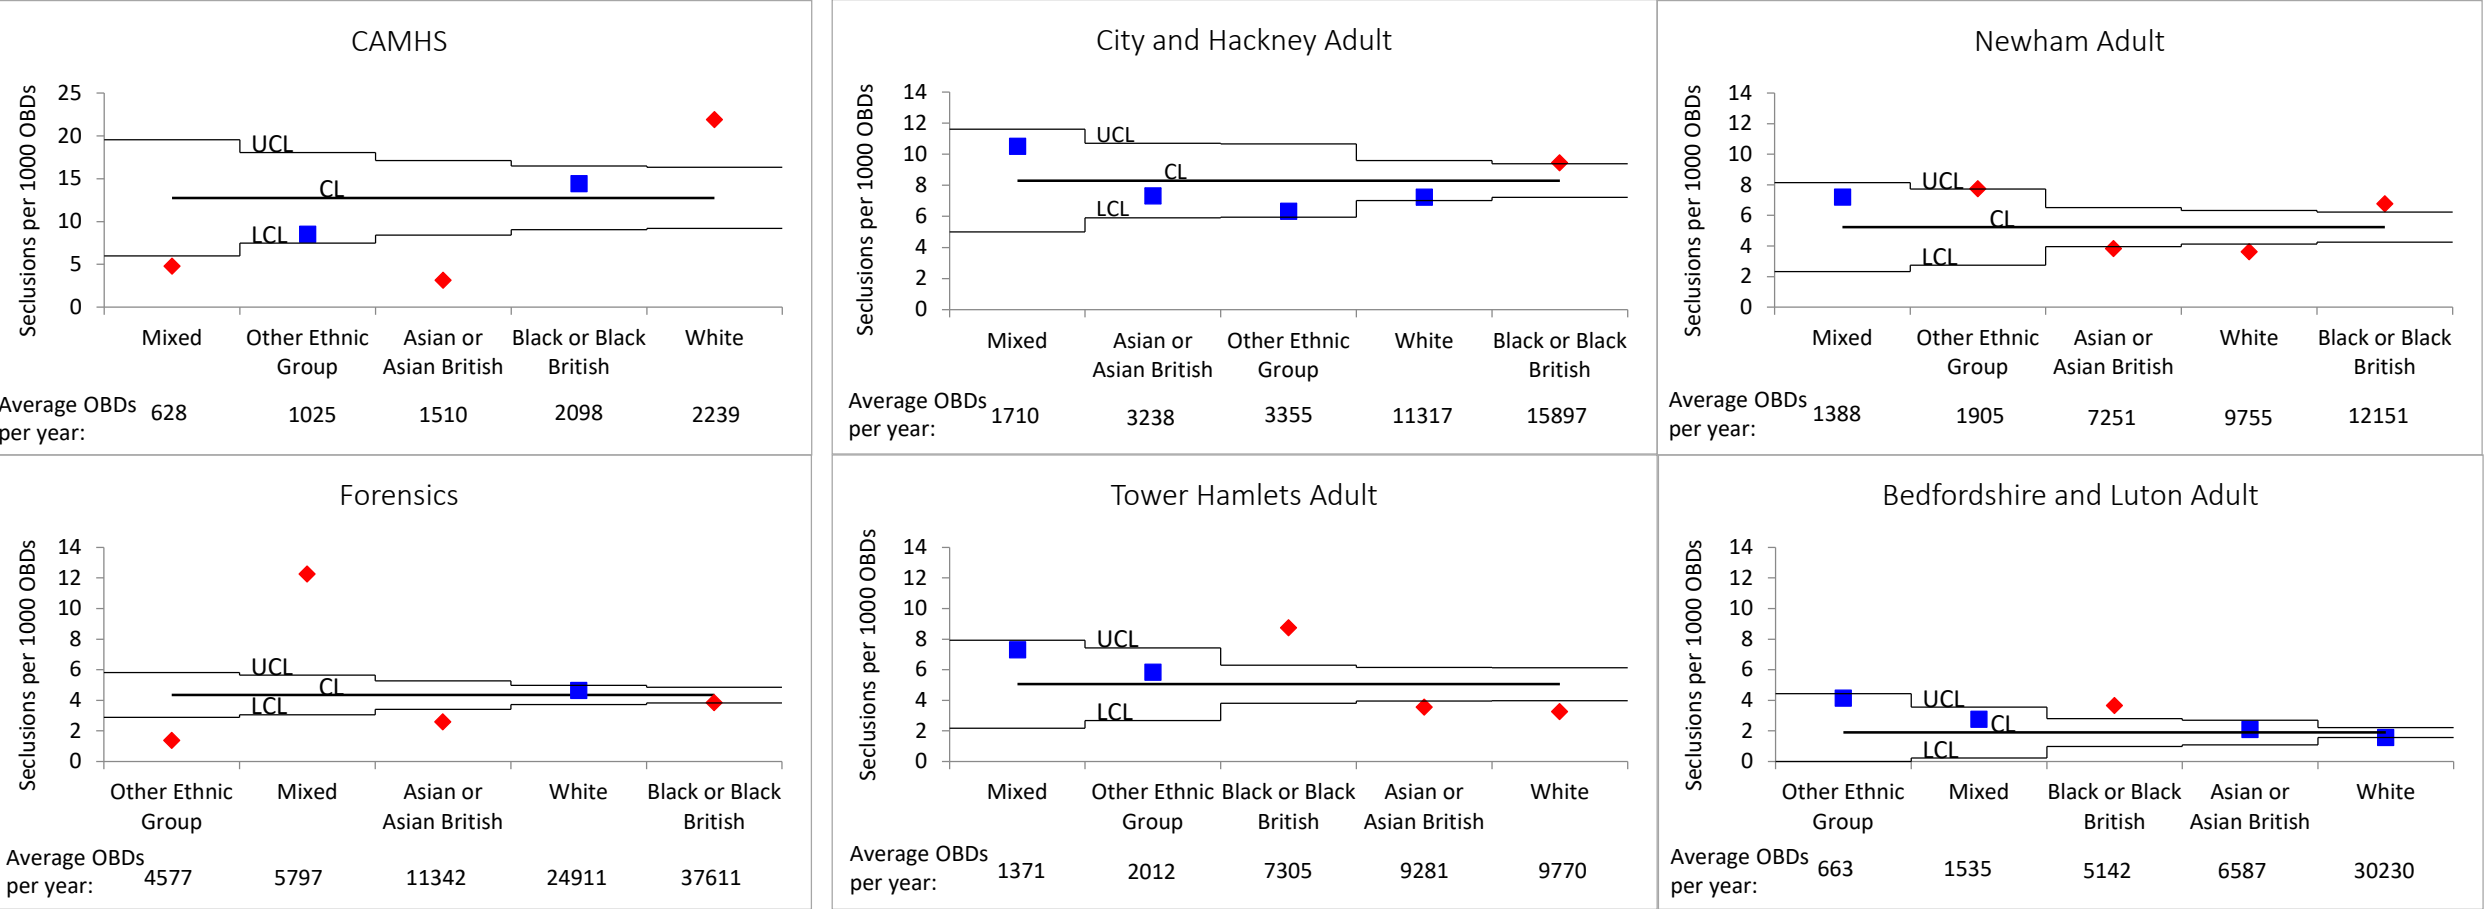 CAMHS
Seclusions per 1000 OBDs
25
20
15
10
5
0
UCL
CL
LCL
Mixed
Other Ethnic
Group
Asian or
Asian British
Black or Black
British
White
Average OBDs
per year:
628
1025
1510
2098
2239
City and Hackney Adult
Seclusions per 1000 OBDs
14
12
10
8
6
4
2
0
UCL
CL
LCL
Mixed
Asian or
Asian British
Other Ethnic
Group
White
Black or Black
British
Average OBDs
per year:
1710
3238
3355
11317
15897
Newham Adult
Seclusions per 1000 OBDs
14
12
10
8
6
4
2
0
UCL
CL
LCL
Mixed
Other Ethnic
Group
Asian or
Asian British
White
Black or Black
British
Average OBDs
per year:
1388
1905
7251
9755
12151
Forensics
Seclusions per 1000 OBDs
14
12
10
8
6
4
2
0
UCL
CL
LCL
Other Ethnic
Group
Mixed
Asian or
Asian British
White
Black or Black
British
Average OBDs
per year:
4577
5797
11342
24911
37611
Tower Hamlets Adult
Seclusions per 1000 OBDs
14
12
10
8
6
4
2
0
UCL
LCL
Mixed
Other Ethnic
Group
Black or Black
British
Asian or
Asian British
White
Average OBDs
per year:
1371
2012
7305
9281
9770
Bedfordshire and Luton Adult
Seclusions per 1000 OBDs
14
12
10
8
6
4
2
0
UCL
CL
LCL
Other Ethnic
Group
Mixed
Black or Black
British
Asian or
Asian British
White
Average OBDs
per year:
663
1535
5142
6587
30230